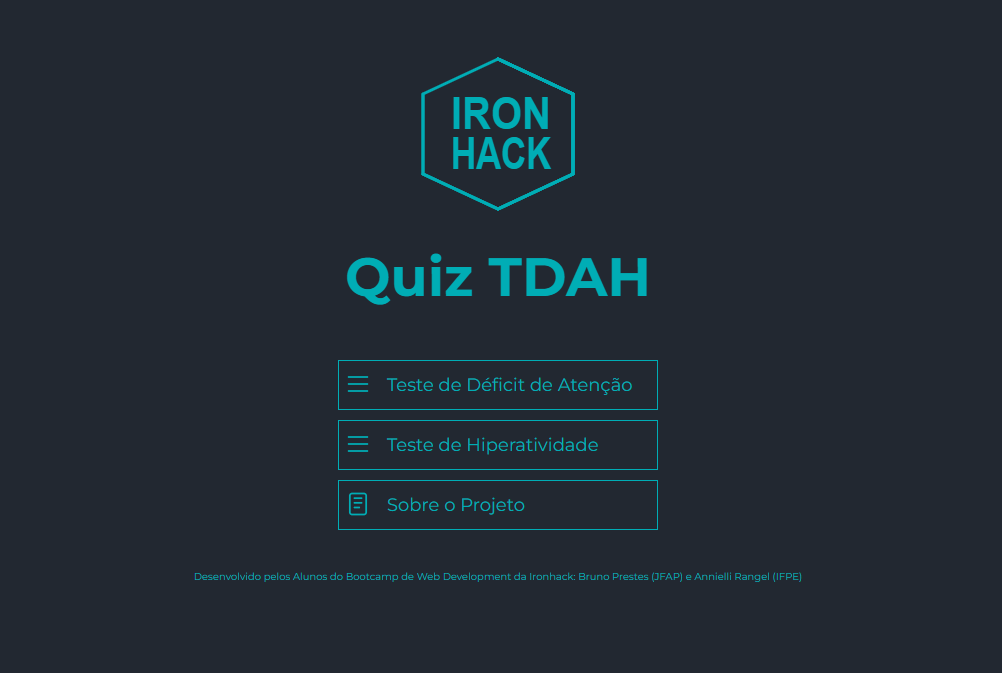 IRON
HACK
Quiz TDAH
Teste de Déficit de Atenção
Teste de Hiperatividade
Sobre o Projeto
Desenvolvido pelos Alunos do Bootcamp de Web Development da Ironhack: Bruno Prestes (JFAP) e Annielli Rangel (IFPE)